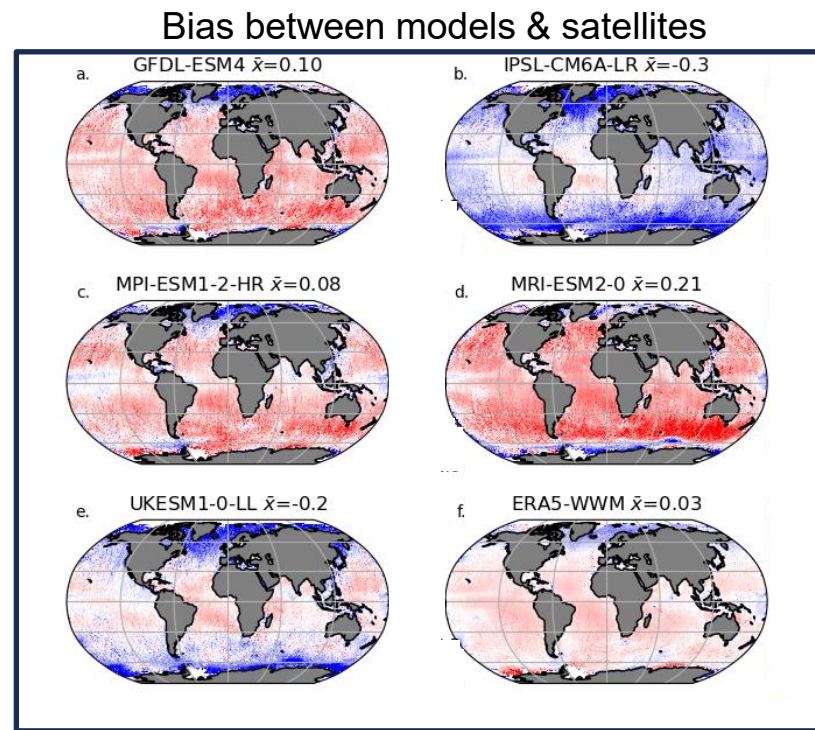 Bias between models & satellites
a. GFDL-ESM4 x̄=0.10
b. IPSL-CM6A-LR x̄=-0.3
c. MPI-ESM1-2-HR x̄=0.08
d. MRI-ESM2-0 x̄=0.21
e. UKESM1-0-LL x̄=-0.2
f. ERA5-WWM x̄=0.03